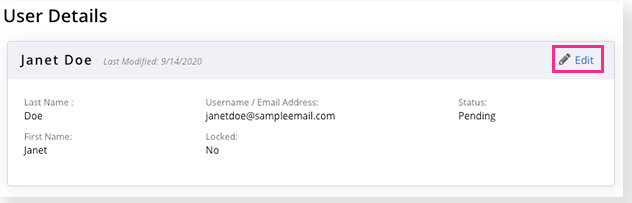 User Details
Janet Doe Last Modified: 9/14/2020 Edit
Last Name : Username / Email Address: Status:
Doe janetdoe@sampleemail.com Pending
First Name: Locked:
Janet No